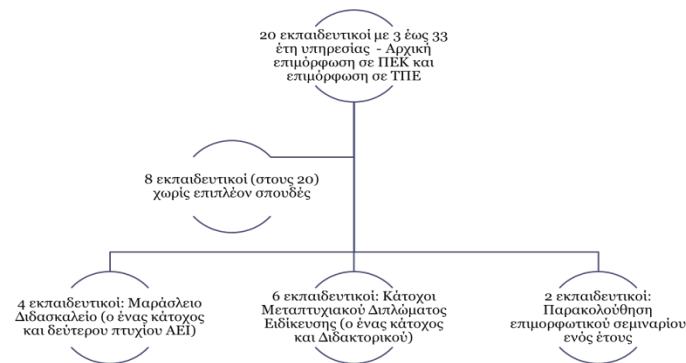 20 εκπαιδευτικοί με 3 έως 33
έτη υπηρεσίας - Αρχική
επιμόρφωση σε ΠΕΚ και
επιμόρφωση σε ΤΠΕ
8 εκπαιδευτικοί (στους 20)
χωρίς επιπλέον σπουδές
4 εκπαιδευτικοί: Μαράσλειο
Διδασκαλείο (ο ένας κάτοχος
και δεύτερου πτυχίου ΑΕΙ)
6 εκπαιδευτικοί: Κάτοχοι
Μεταπτυχιακού Διπλώματος
Ειδίκευσης (ο ένας κάτοχος
και Διδακτορικού)
2 εκπαιδευτικοί:
Παρακολούθηση
επιμορφωτικού σεμιναρίου
ενός έτους